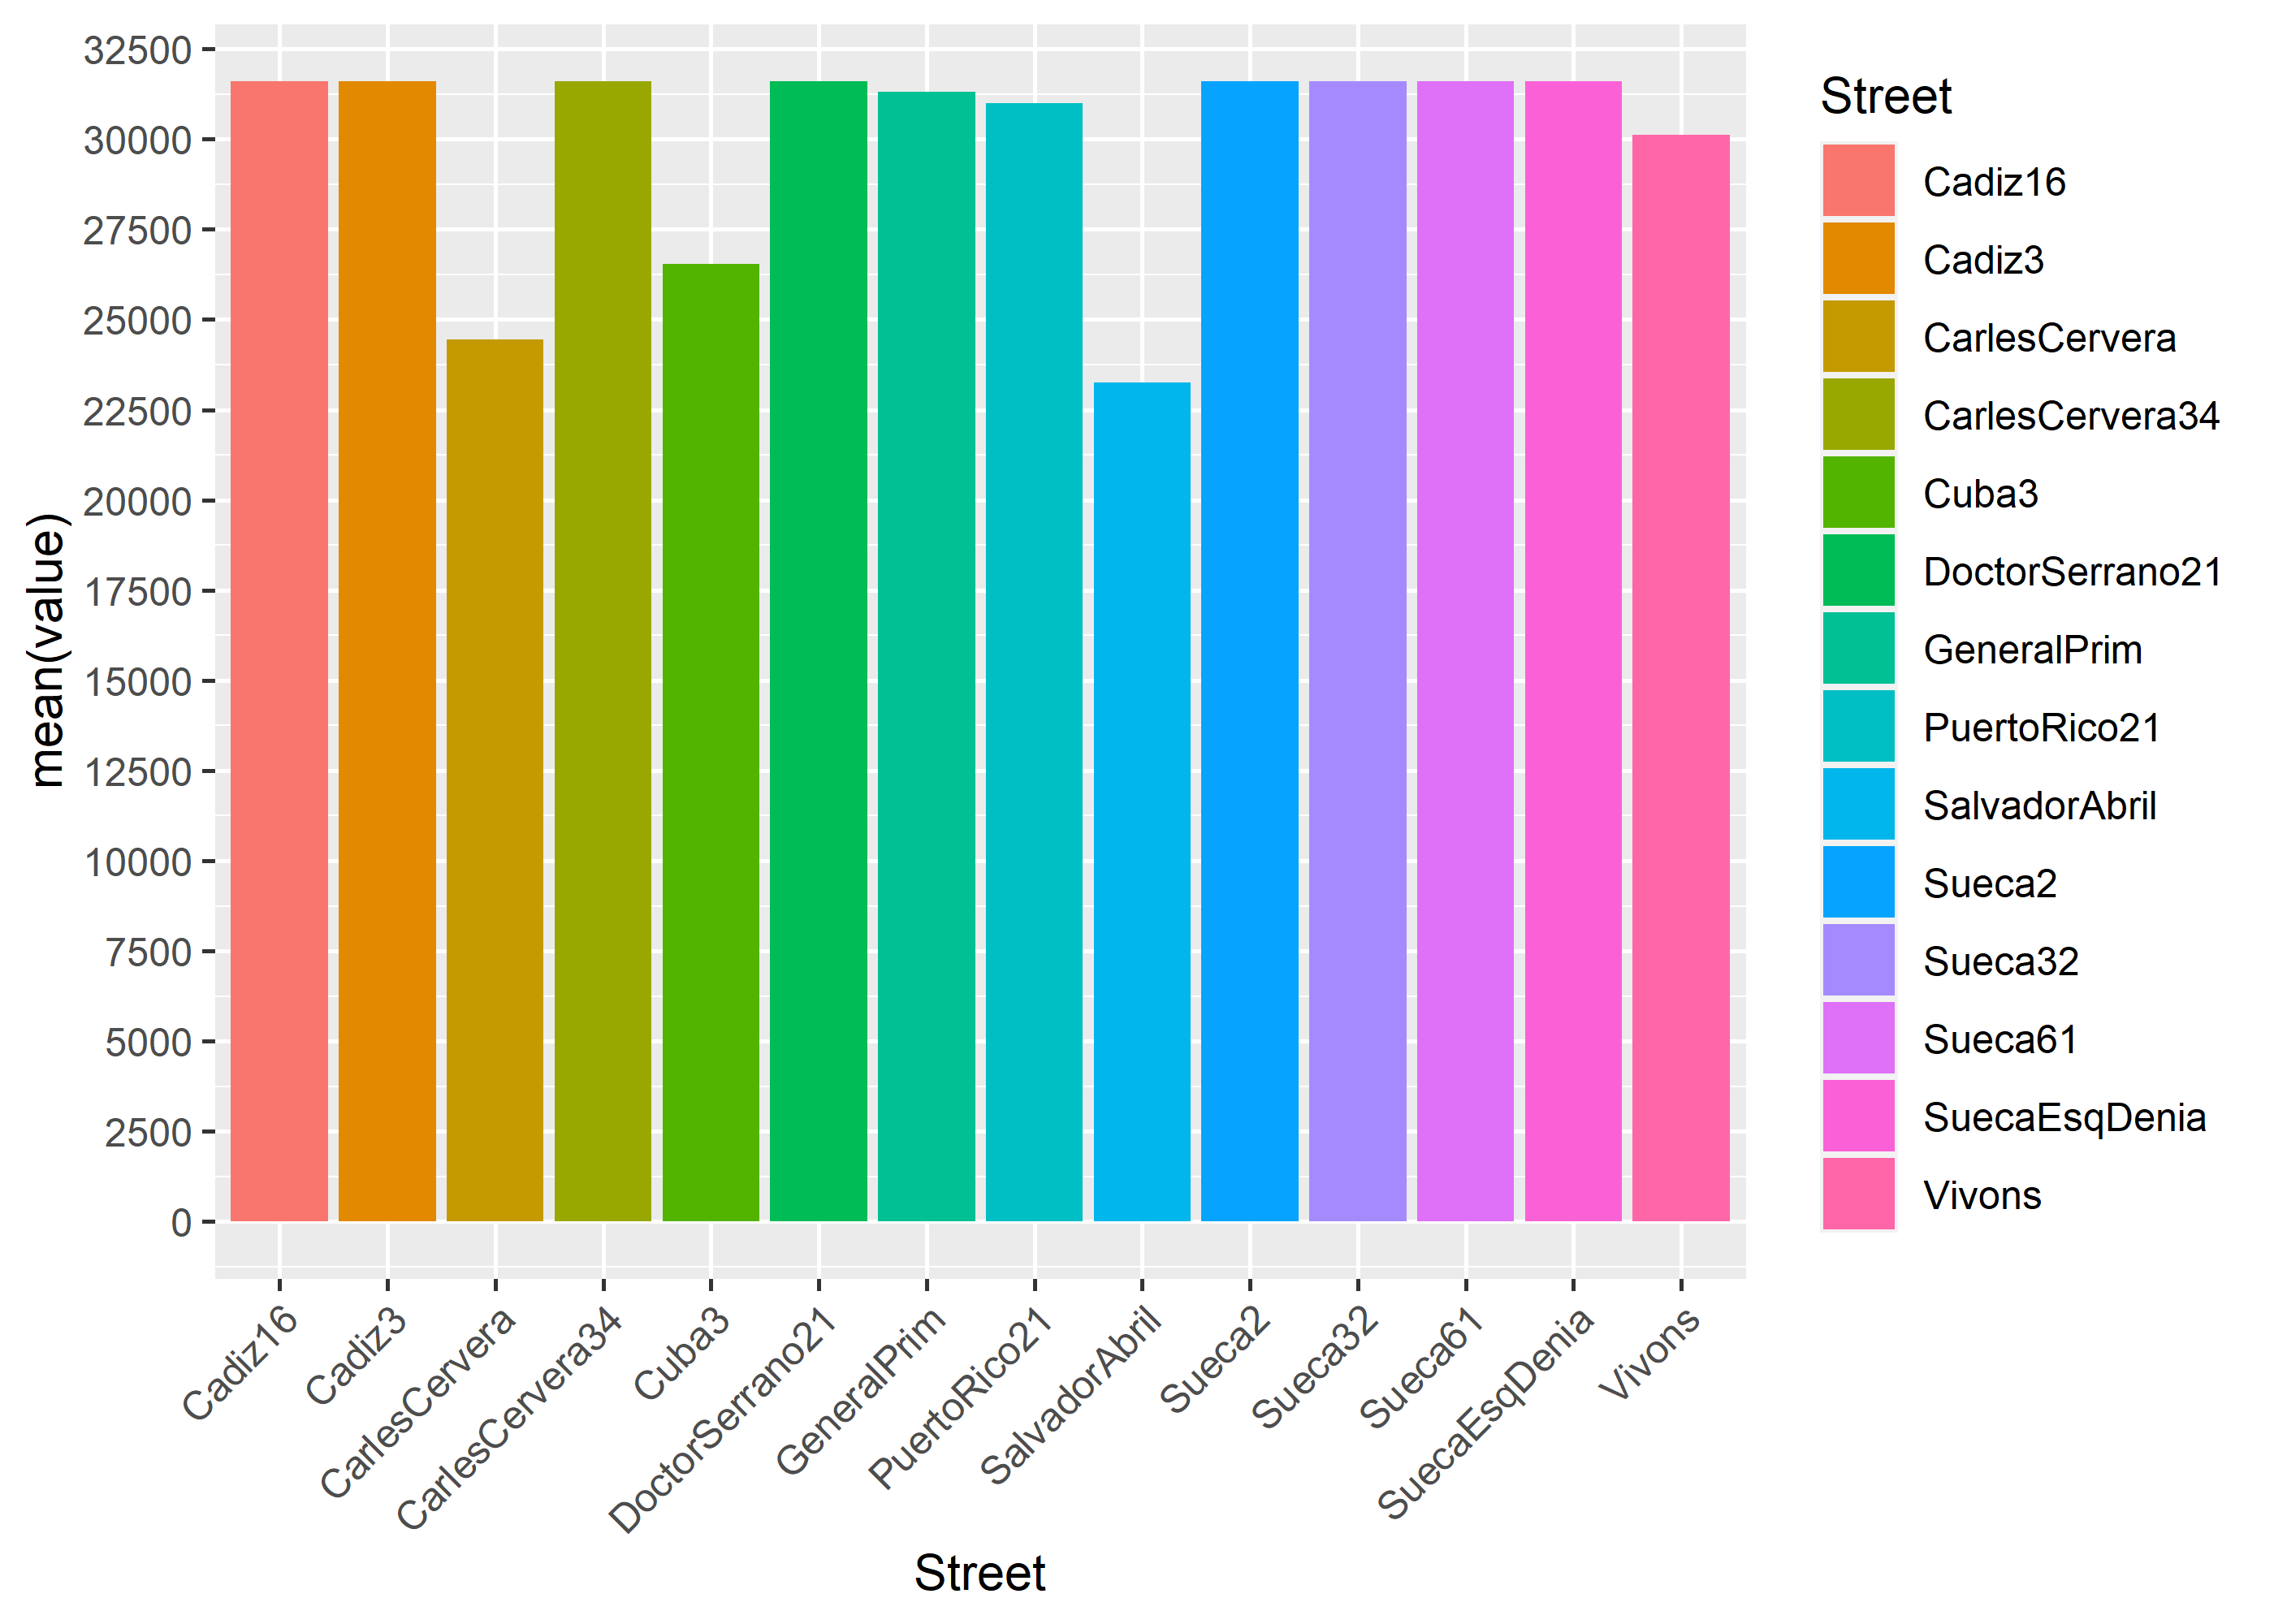 32500
30000
27500
25000
22500
20000
17500
15000
12500
10000
7500
5000
2500
0
mean(value)
Cadiz16
Cadiz3
CarlesCervera
CarlesCervera34
Cuba3
DoctorSerrano21
GeneralPrim
PuertoRico21
SalvadorAbril
Sueca2
Sueca32
Sueca61
SuecaEsqDenia
Vivons
Street
Street
Cadiz16
Cadiz3
CarlesCervera
CarlesCervera34
Cuba3
DoctorSerrano21
GeneralPrim
PuertoRico21
SalvadorAbril
Sueca2
Sueca32
Sueca61
SuecaEsqDenia
Vivons